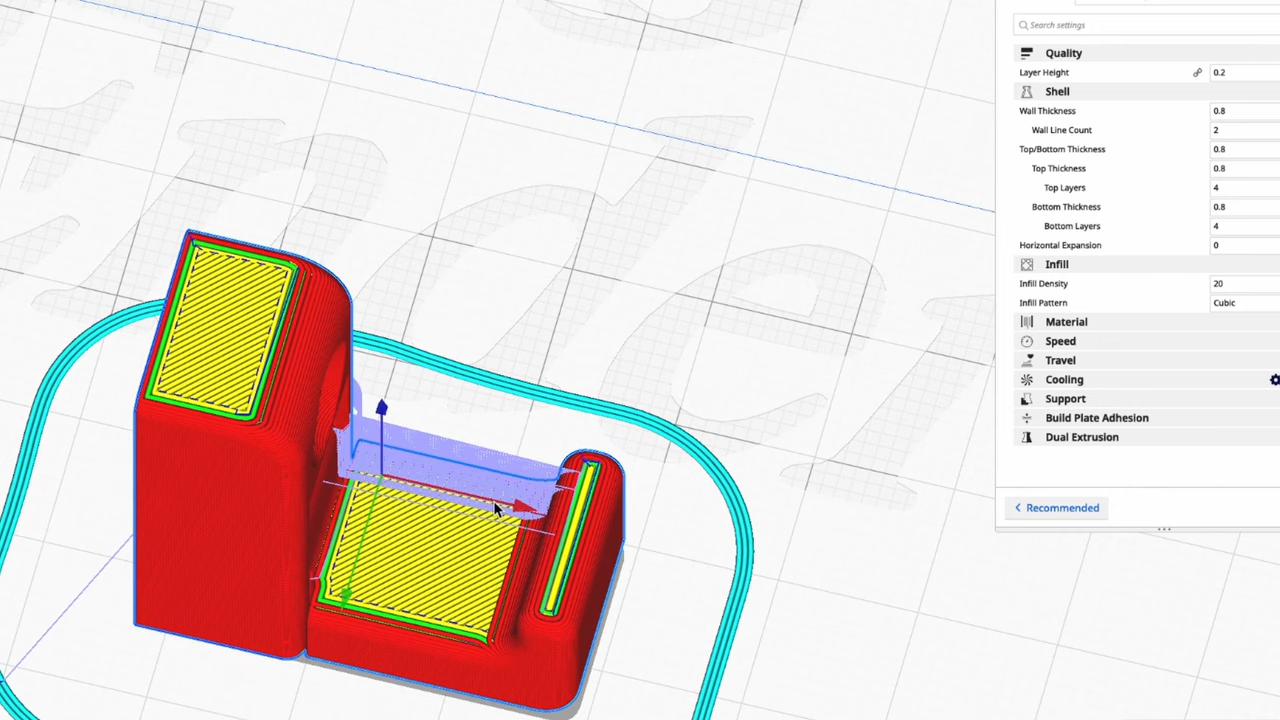 Search settings
Quality
Layer Height 0.2
Shell
Wall Thickness 0.8
Wall Line Count 2
Top/Bottom Thickness 0.8
Top Thickness 0.8
Top Layers 4
Bottom Thickness 0.8
Bottom Layers 4
Horizontal Expansion 0
Infill
Infill Density 20
Infill Pattern Cubic
Material
Speed
Travel
Cooling
Support
Build Plate Adhesion
Dual Extrusion
Recommended